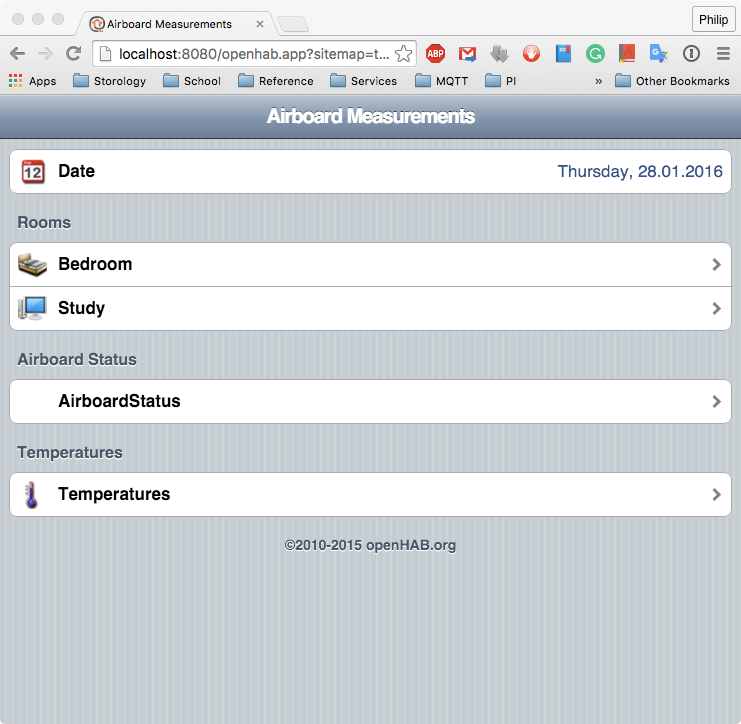 Airboard Measurements
Philip
localhost:8080/openhab.app?sitemap=t...
ABP
Apps Storology School Reference Services MQTT PI » Other Bookmarks
Airboard Measurements
12 Date Thursday, 28.01.2016
Rooms
Bedroom
Study
Airboard Status
AirboardStatus
Temperatures
Temperatures
©2010-2015 openHAB.org